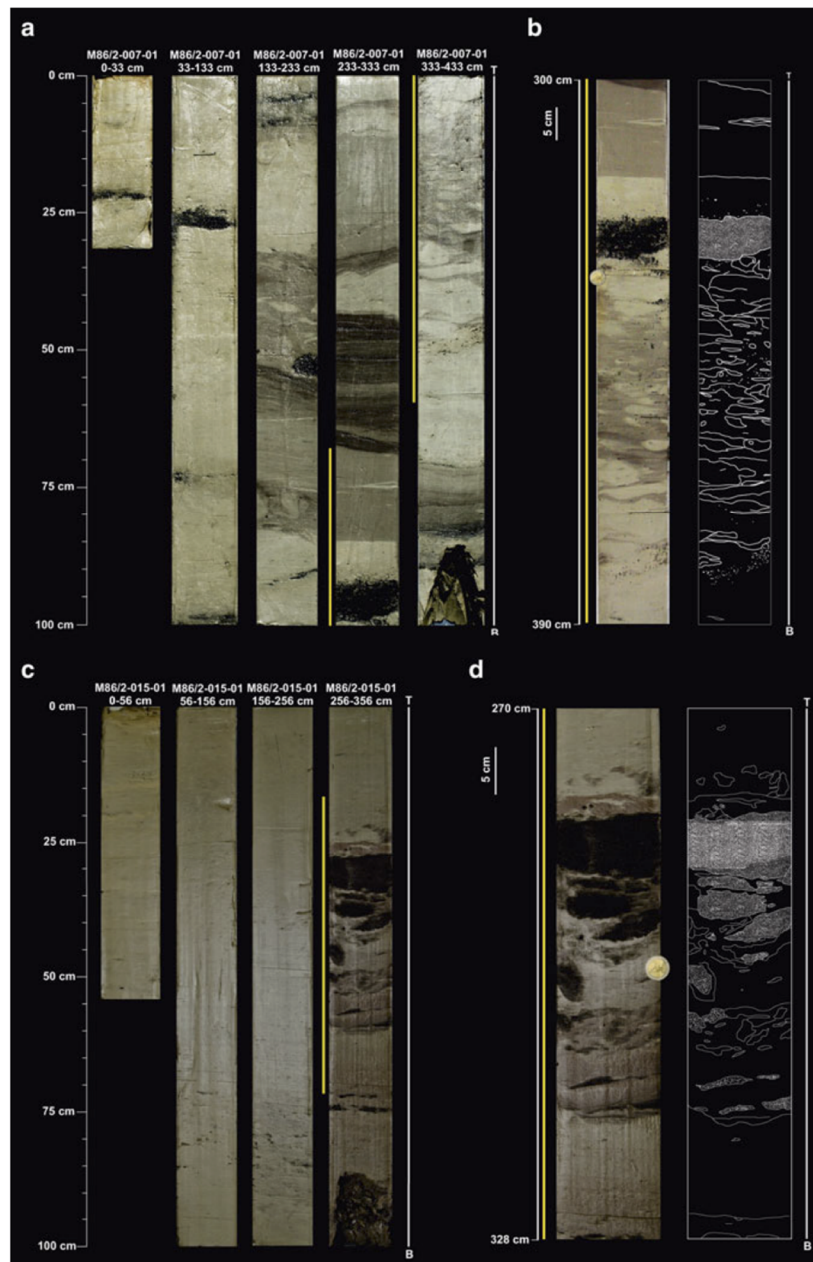 a
M86/2-007-01
0-33 cm
M86/2-007-01
33-133 cm
M86/2-007-01
133-233 cm
M86/2-007-01
233-333 cm
M86/2-007-01
333-433 cm
0 cm
25 cm
50 cm
75 cm
100 cm
T
B
b
300 cm
5 cm
390 cm
T
B
c
M86/2-015-01
0-56 cm
M86/2-015-01
56-156 cm
M86/2-015-01
156-256 cm
M86/2-015-01
256-356 cm
0 cm
25 cm
50 cm
75 cm
100 cm
T
B
d
270 cm
5 cm
328 cm
T
B